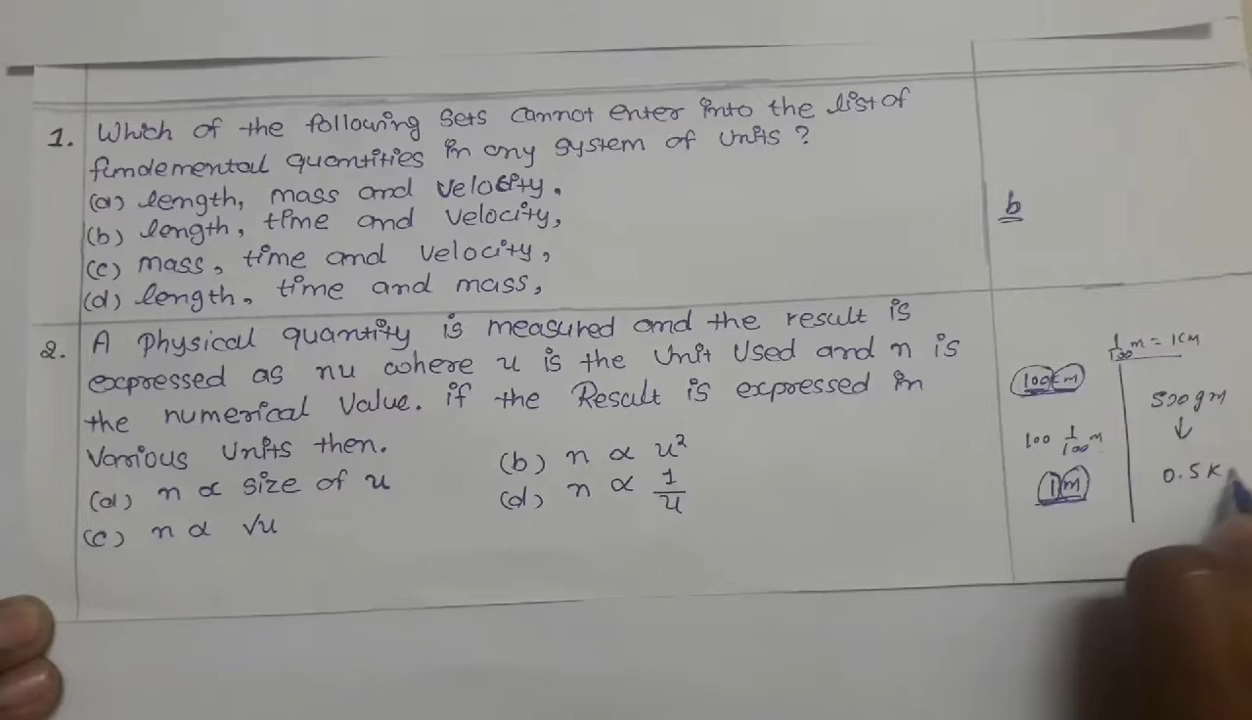 1. Which of the following sets cannot enter into the list of
fundemental quantities in any system of units?
(a) length, mass and velocity.
(b) length, time and velocity,
(c) mass, time and velocity,
(d) length, time and mass,
b
2. A Physical quantity is measured and the result is
expressed as nu where u is the Unit Used and n is
the numerical Value. if the Result is expressed in
Various Units then.
(a) n ∝ size of u
(b) n ∝ u²
(c) n ∝ √u
(d) n ∝ 1/u
1/100 m = 1cm
100cm
100 1/100 m
1m
500gm
↓
0.5K